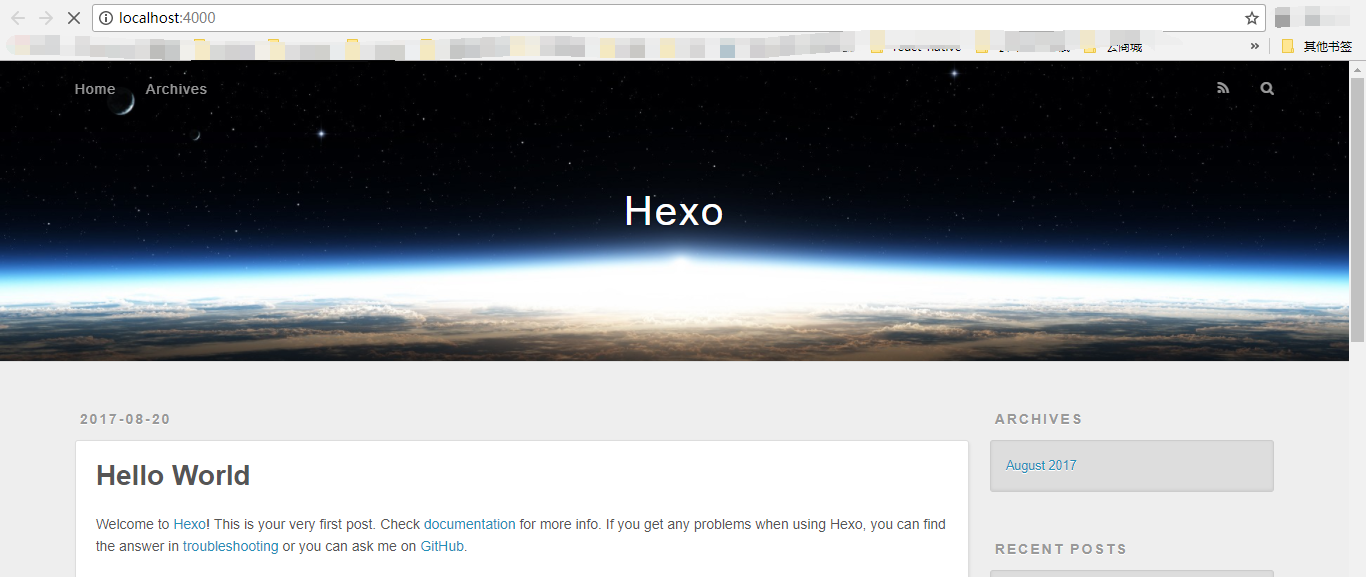 localhost:4000
react-native
云商城
»
其他书签
Home Archives
Hexo
2017-08-20
Hello World
Welcome to Hexo! This is your very first post. Check documentation for more info. If you get any problems when using Hexo, you can find
the answer in troubleshooting or you can ask me on GitHub.
ARCHIVES
August 2017
RECENT POSTS